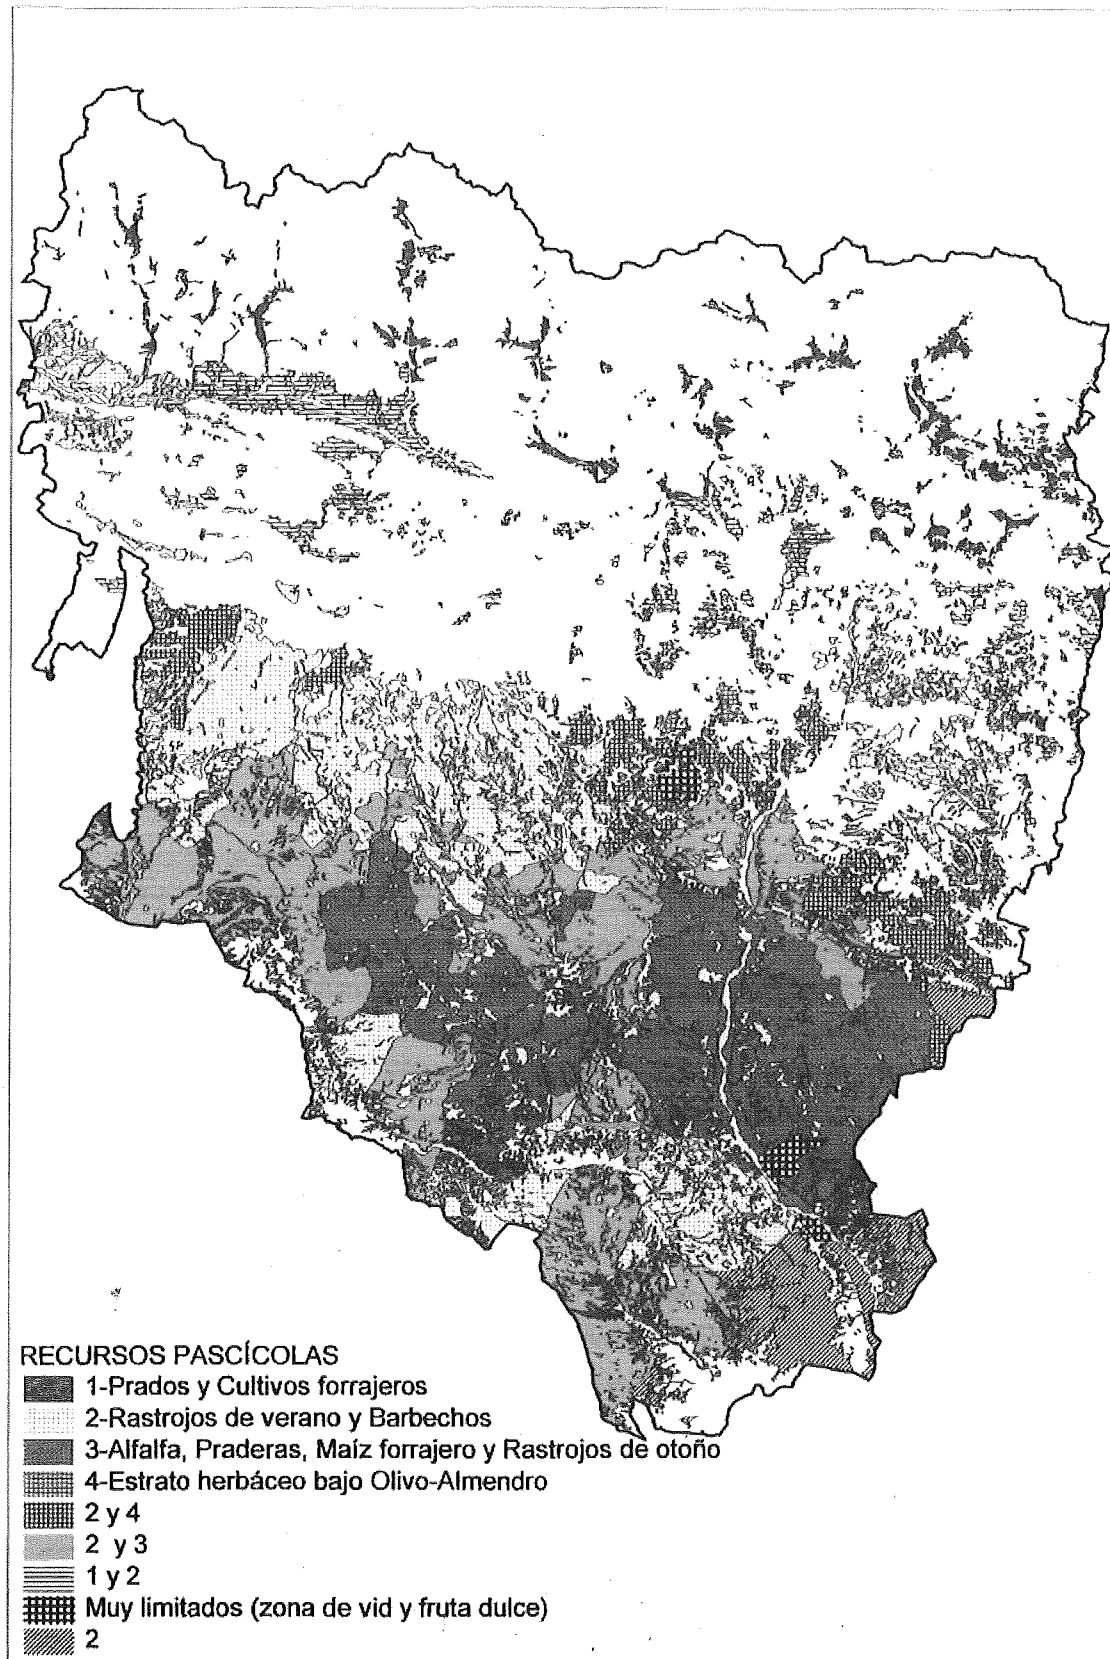 RECURSOS PASCÍCOLAS
1-Prados y Cultivos forrajeros
2-Rastrojos de verano y Barbechos
3-Alfalfa, Praderas, Maíz forrajero y Rastrojos de otoño
4-Estrato herbáceo bajo Olivo-Almendro
2 y 4
2 y 3
1 y 2
Muy limitados (zona de vid y fruta dulce)
2